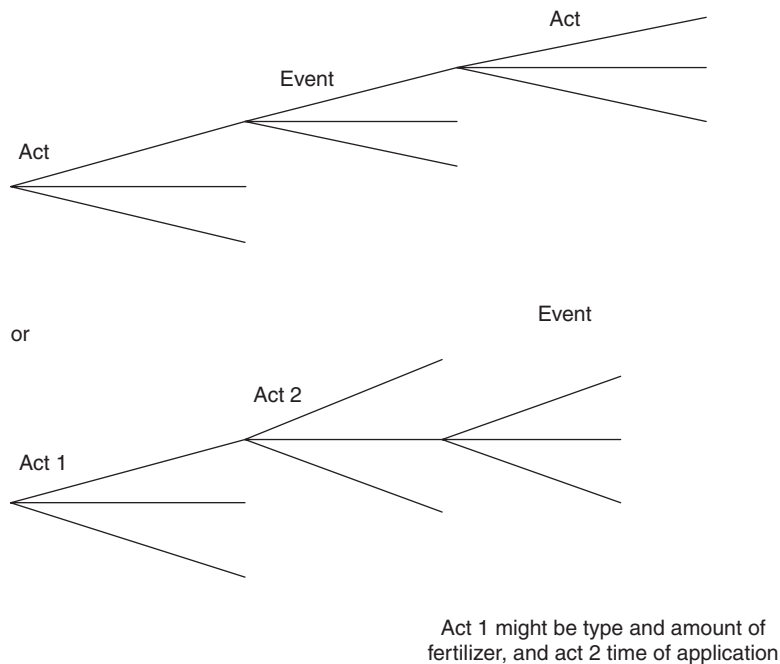 Act
Event
Act
or
Event
Act 2
Act 1
Act 1 might be type and amount of
fertilizer, and act 2 time of application